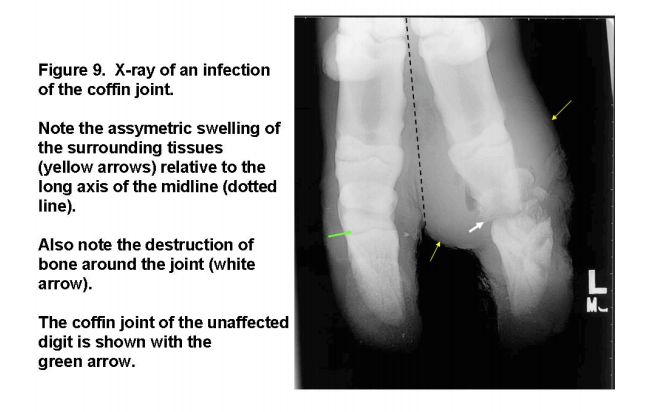 Figure 9. X-ray of an infection
of the coffin joint.
Note the assymetric swelling of
the surrounding tissues
(yellow arrows) relative to the
long axis of the midline (dotted
line).
Also note the destruction of
bone around the joint (white
arrow).
The coffin joint of the unaffected
digit is shown with the
green arrow.
L